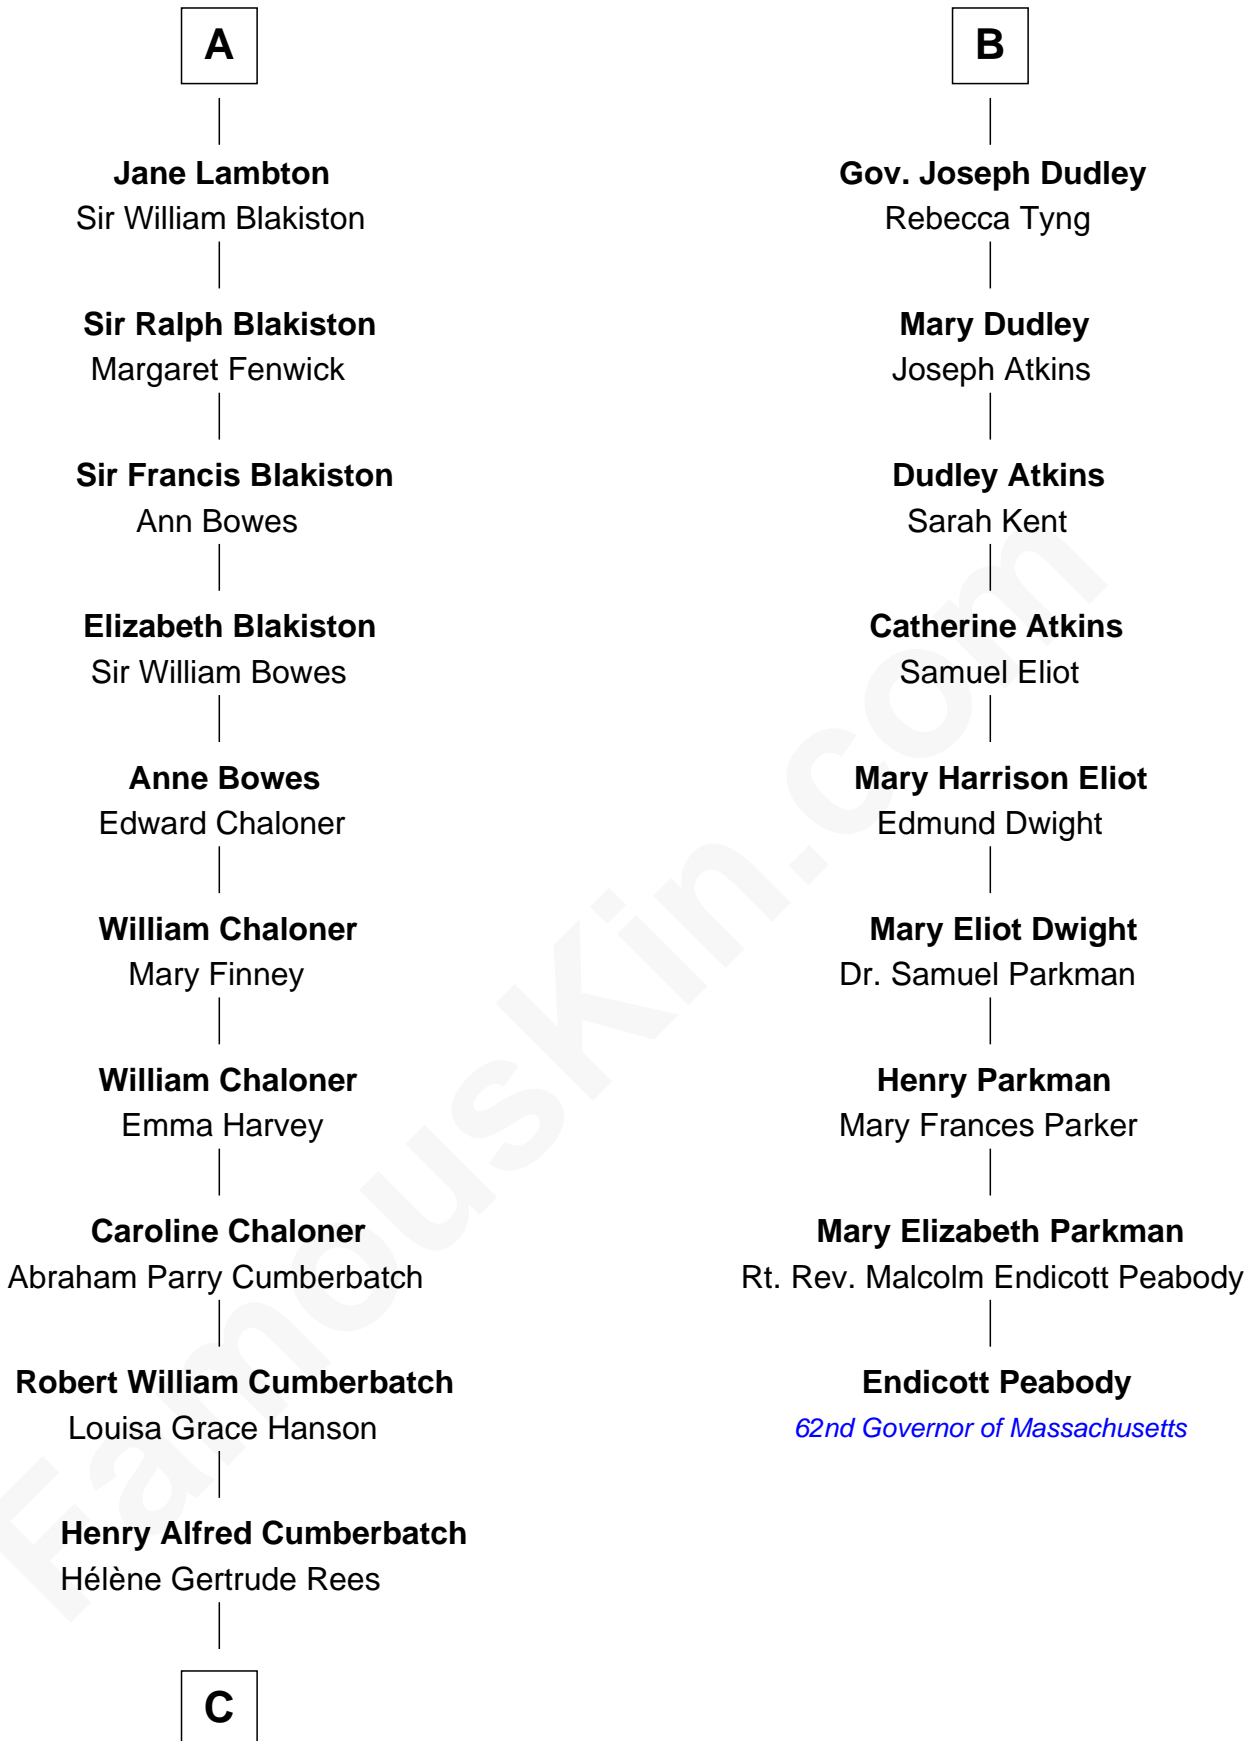 A
Jane Lambton
Sir William Blakiston
Sir Ralph Blakiston
Margaret Fenwick
Sir Francis Blakiston
Ann Bowes
Elizabeth Blakiston
Sir William Bowes
Anne Bowes
Edward Chaloner
William Chaloner
Mary Finney
William Chaloner
Emma Harvey
Caroline Chaloner
Abraham Parry Cumberbatch
Robert William Cumberbatch
Louisa Grace Hanson
Henry Alfred Cumberbatch
Hélène Gertrude Rees
C
B
Gov. Joseph Dudley
Rebecca Tyng
Mary Dudley
Joseph Atkins
Dudley Atkins
Sarah Kent
Catherine Atkins
Samuel Eliot
Mary Harrison Eliot
Edmund Dwight
Mary Eliot Dwight
Dr. Samuel Parkman
Henry Parkman
Mary Frances Parker
Mary Elizabeth Parkman
Rt. Rev. Malcolm Endicott Peabody
Endicott Peabody
62nd Governor of Massachusetts
FamousKin.com